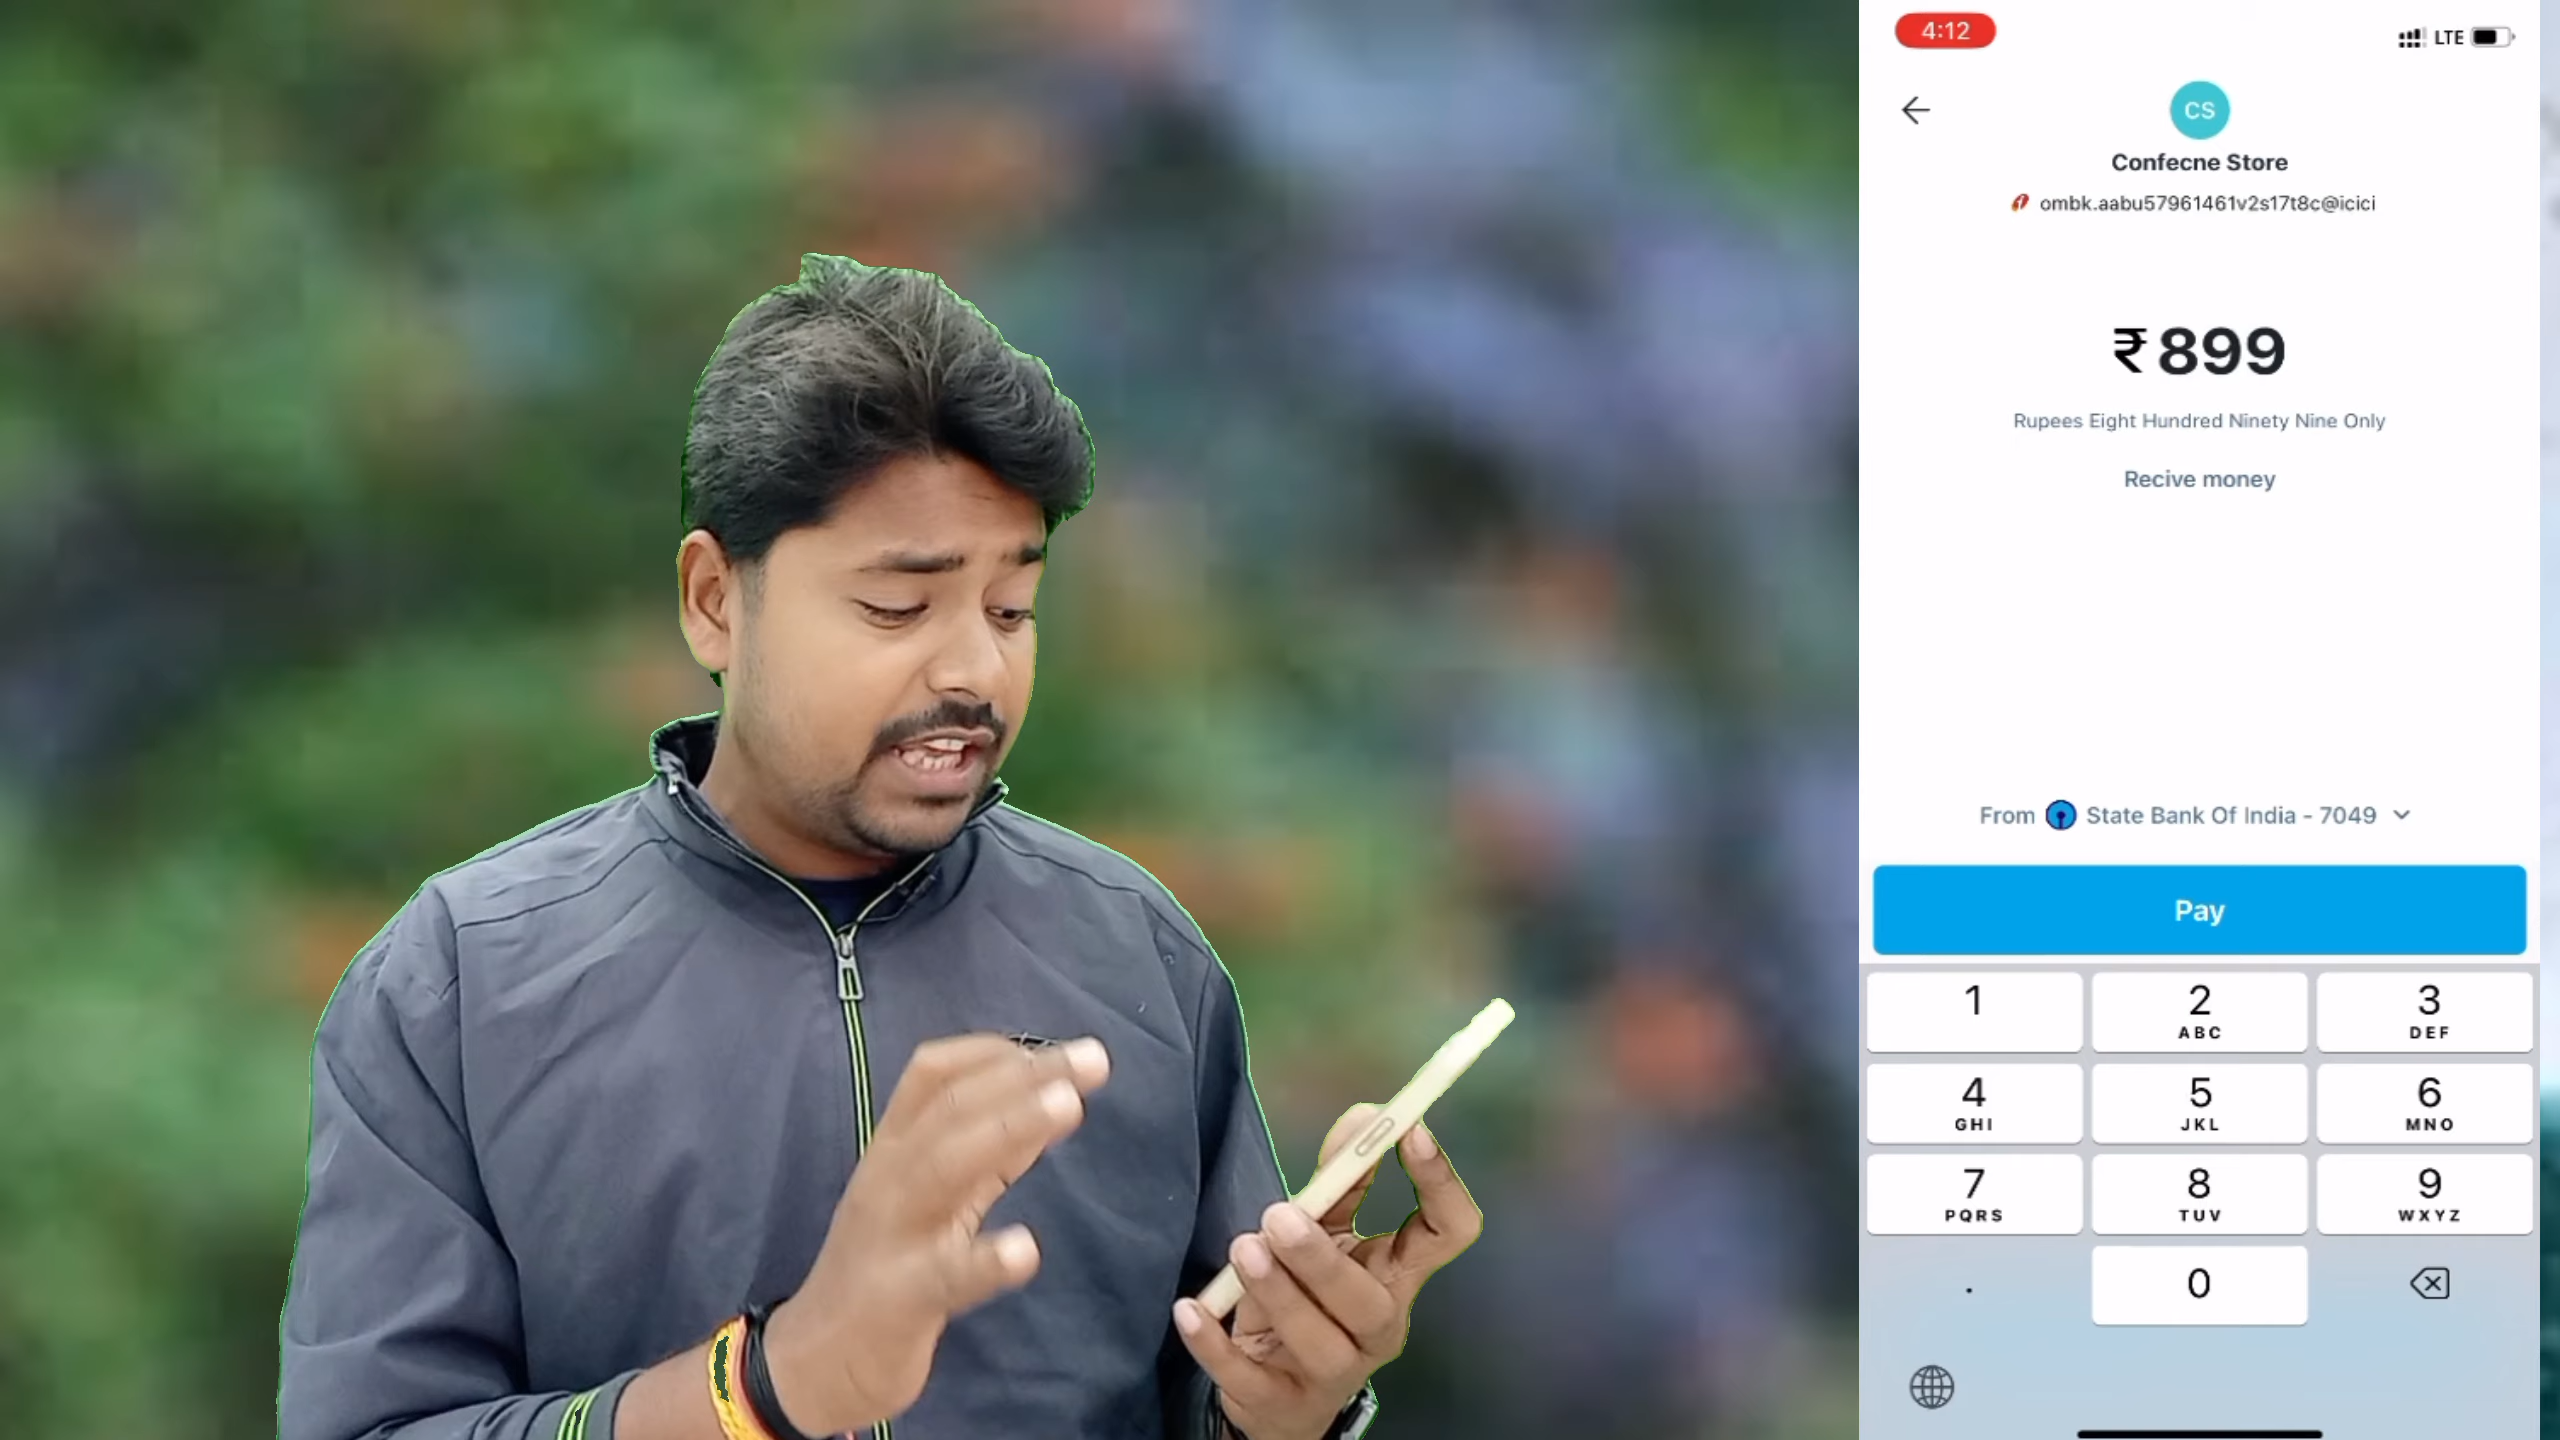 4:12
LTE
CS
Confecne Store
ombk.aabu57961461v2s17t8c@icici
₹899
Rupees Eight Hundred Ninety Nine Only
Recive money
From State Bank Of India - 7049
Pay
1
2 ABC
3 DEF
4 GHI
5 JKL
6 MNO
7 PQRS
8 TUV
9 WXYZ
.
0